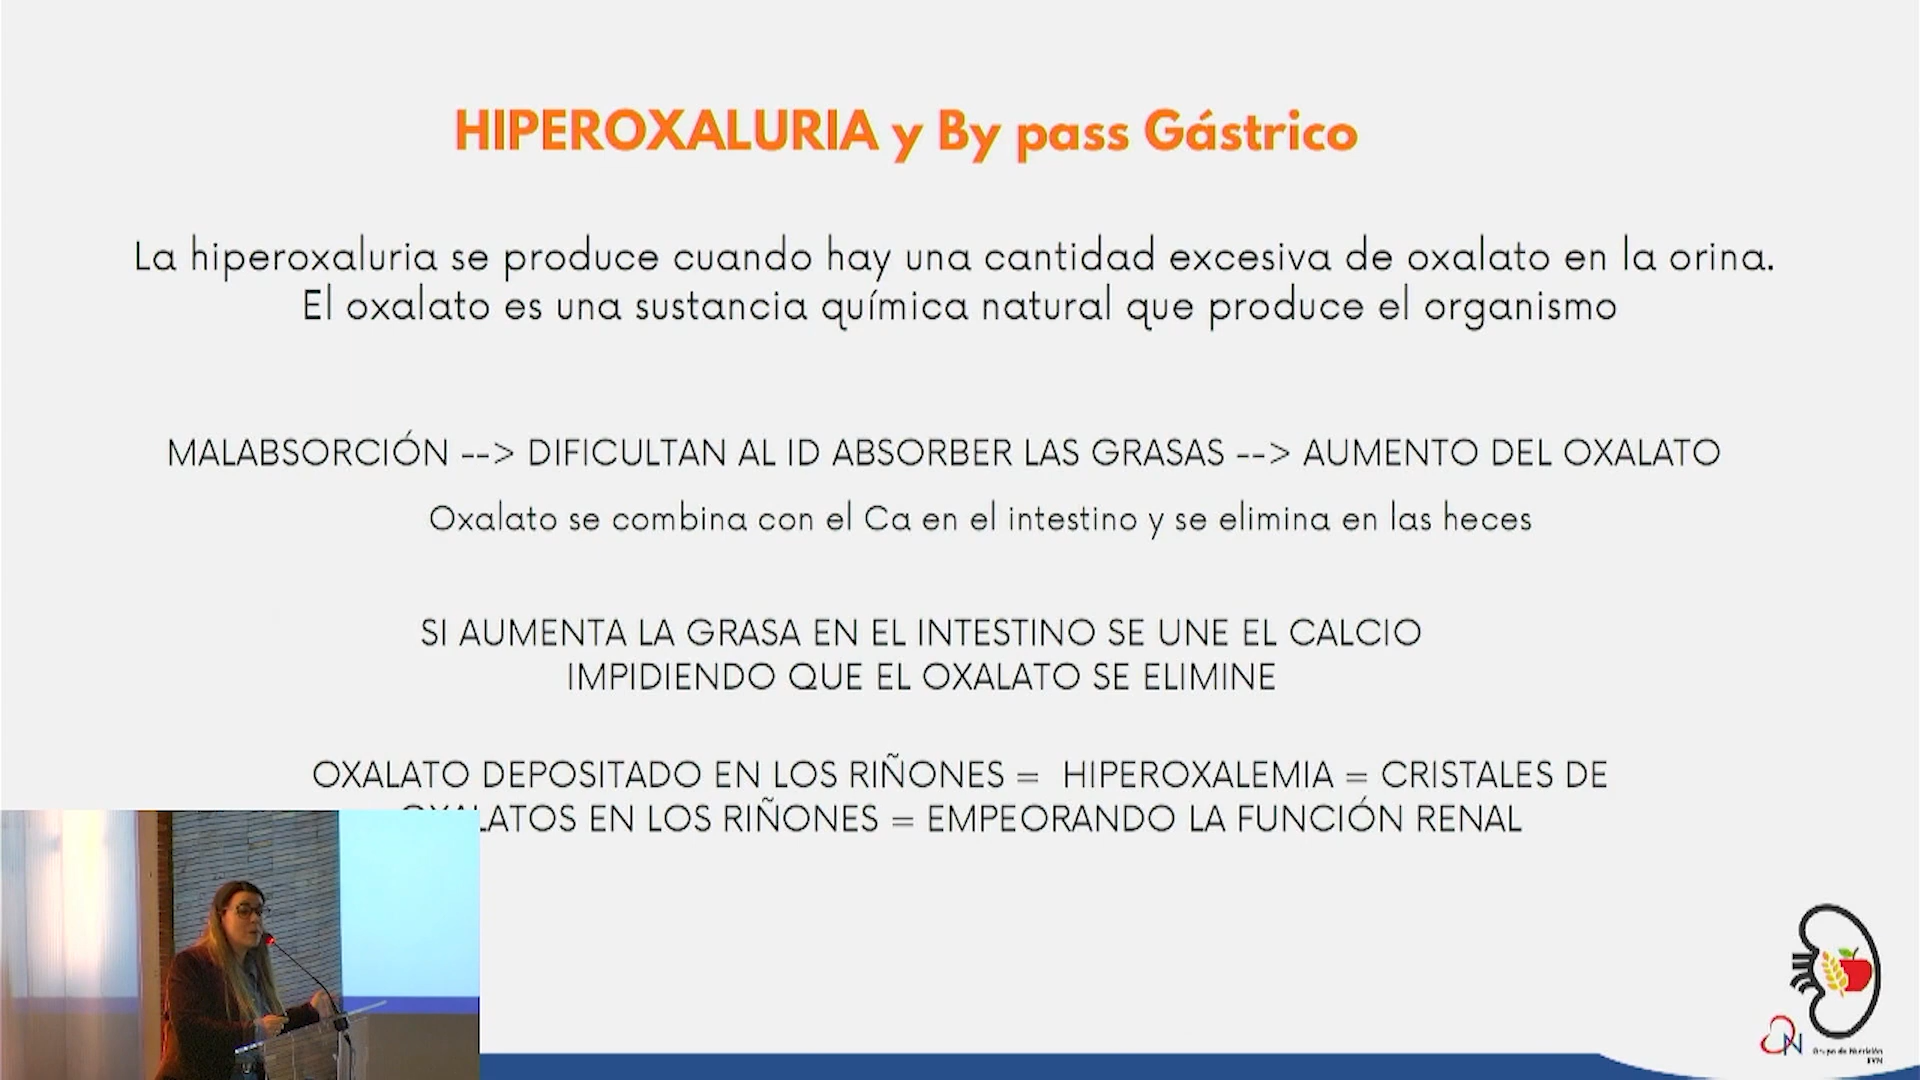 HIPEROXALURIA y By pass Gástrico
La hiperoxaluria se produce cuando hay una cantidad excesiva de oxalato en la orina.
El oxalato es una sustancia química natural que produce el organismo
MALABSORCIÓN --> DIFICULTAN AL ID ABSORBER LAS GRASAS --> AUMENTO DEL OXALATO
Oxalato se combina con el Ca en el intestino y se elimina en las heces
SI AUMENTA LA GRASA EN EL INTESTINO SE UNE EL CALCIO
IMPIDIENDO QUE EL OXALATO SE ELIMINE
OXALATO DEPOSITADO EN LOS RIÑONES = HIPEROXALEMIA = CRISTALES DE
OXALATOS EN LOS RIÑONES = EMPEORANDO LA FUNCIÓN RENAL
Grupo de Nutrición